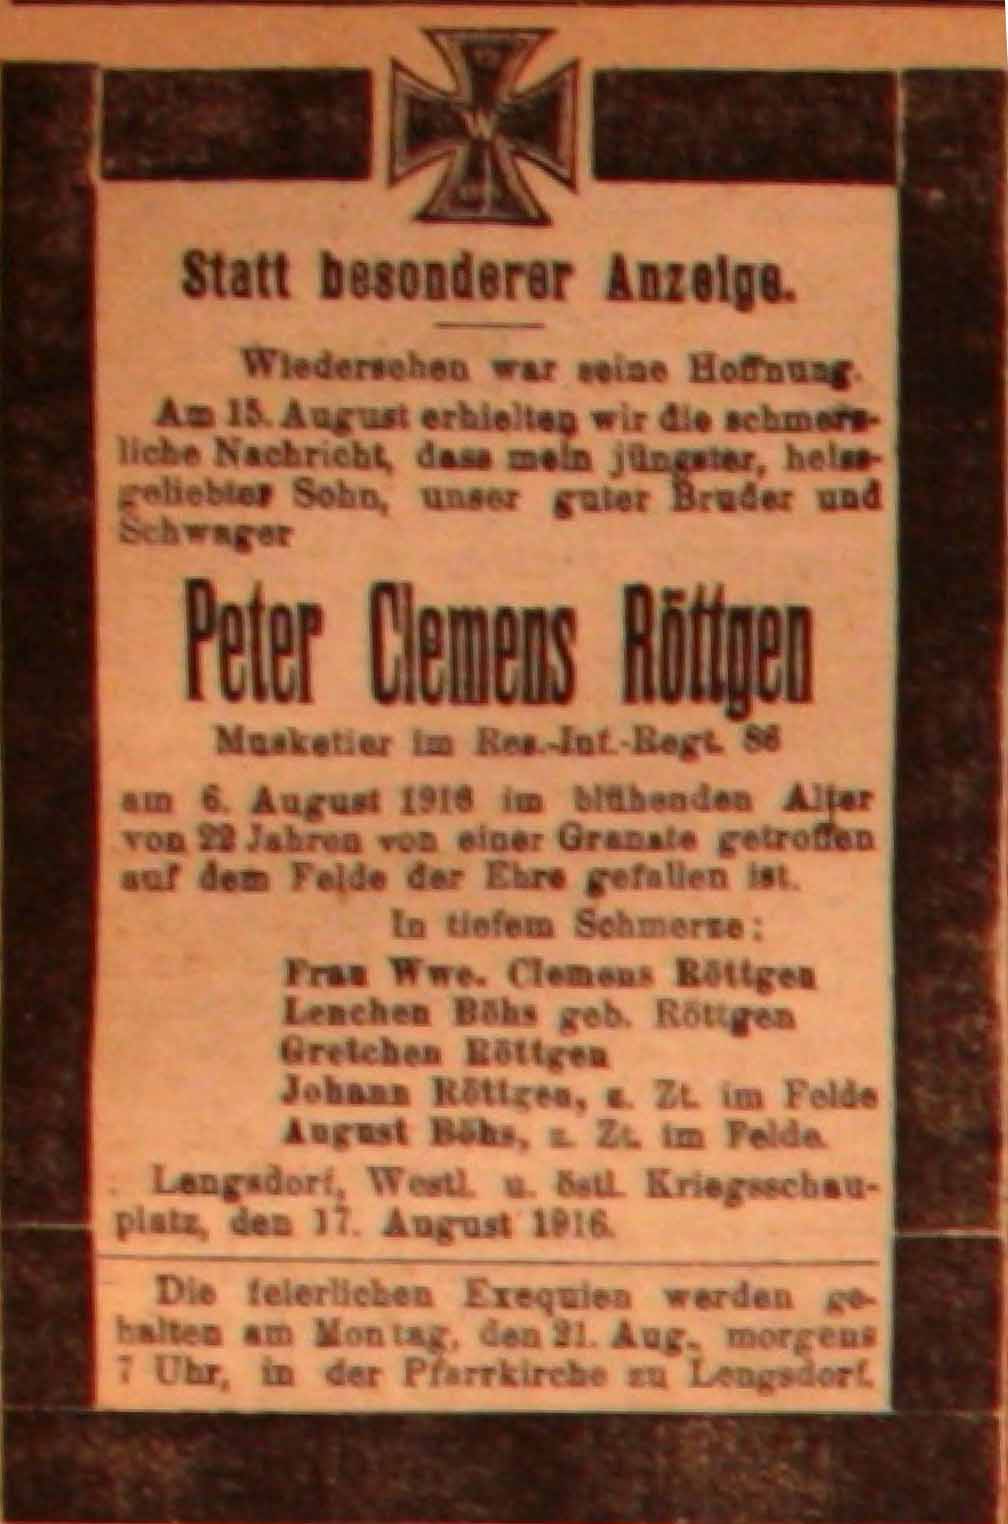 W
Statt besonderer Anzeige.
Wiedersehen war seine Hoffnung.
Am 15. August erhielten wir die schmerz-
liche Nachricht, dass mein jüngster, heiss-
geliebter Sohn, unser guter Bruder und
Schwager
Peter Clemens Röttgen
Musketier im Res.-Inf.-Regt. 86
am 6. August 1916 im blühenden Alter
von 22 Jahren von einer Granate getroffen
auf dem Felde der Ehre gefallen ist.
In tiefem Schmerze:
Frau Wwe. Clemens Röttgen
Lenchen Böhs geb. Röttgen
Gretchen Röttgen
Johann Röttgen, z. Zt. im Felde
August Böhs, z. Zt. im Felde.
Lengsdorf, Westl. u. östl. Kriegsschau-
platz, den 17. August 1916.
Die feierlichen Exequien werden ge-
halten am Montag, den 21. Aug., morgens
7 Uhr, in der Pfarrkirche zu Lengsdorf.